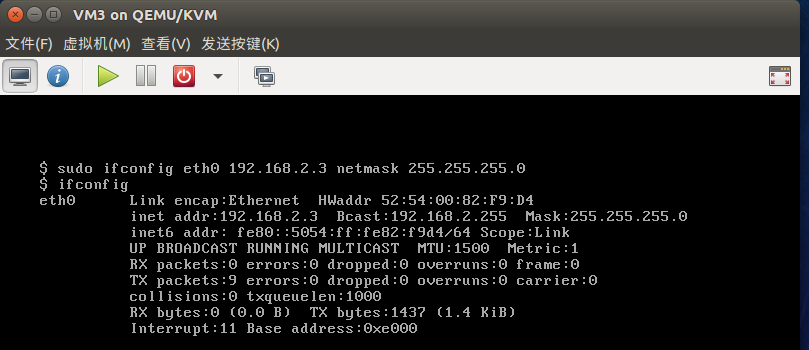 VM3 on QEMU/KVM
文件(F) 虚拟机(M) 查看(V) 发送按键(K)
$ sudo ifconfig eth0 192.168.2.3 netmask 255.255.255.0
$ ifconfig
eth0 Link encap:Ethernet HWaddr 52:54:00:82:F9:D4
inet addr:192.168.2.3 Bcast:192.168.2.255 Mask:255.255.255.0
inet6 addr: fe80::5054:ff:fe82:f9d4/64 Scope:Link
UP BROADCAST RUNNING MULTICAST MTU:1500 Metric:1
RX packets:0 errors:0 dropped:0 overruns:0 frame:0
TX packets:9 errors:0 dropped:0 overruns:0 carrier:0
collisions:0 txqueuelen:1000
RX bytes:0 (0.0 B) TX bytes:1437 (1.4 KiB)
Interrupt:11 Base address:0xe000